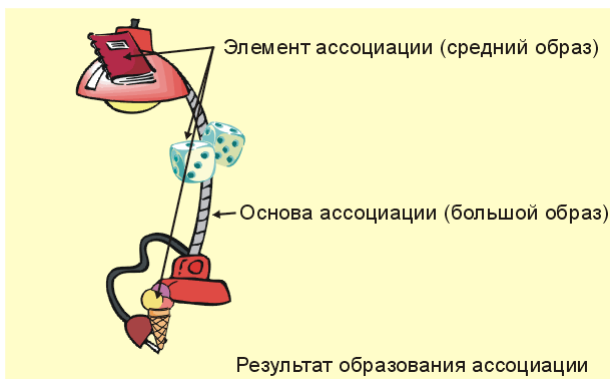 Элемент ассоциации (средний образ)
Основа ассоциации (большой образ)
Результат образования ассоциации